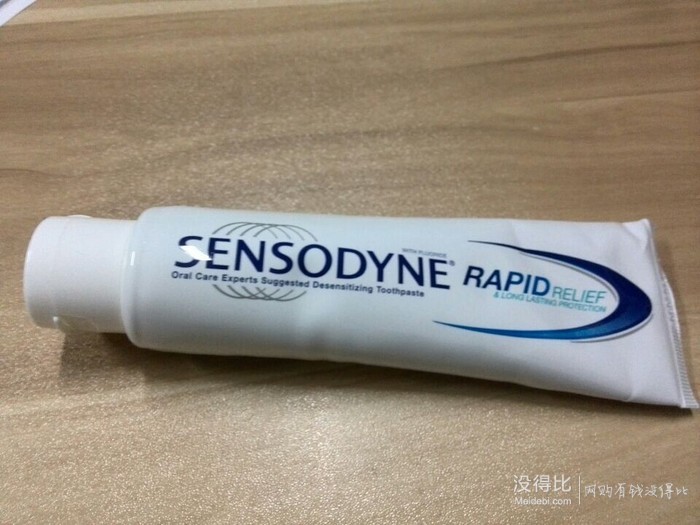 WITH FLUORIDE
SENSODYNE®
Oral Care Experts Suggested Desensitizing Toothpaste
RAPID RELIEF
& LONG LASTING PROTECTION
没得比
Meidebi.com
网购有钱没得比